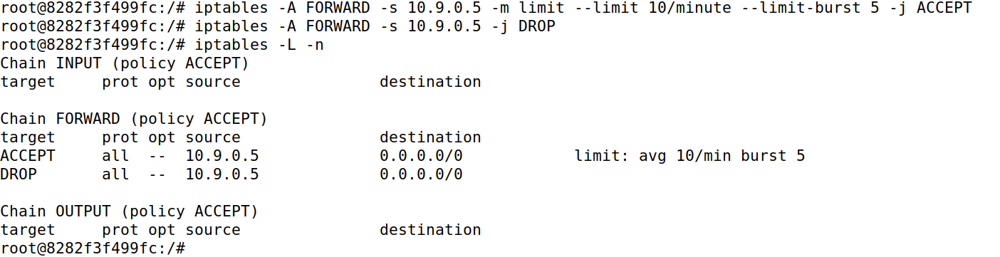 root@8282f3f499fc:/# iptables -A FORWARD -s 10.9.0.5 -m limit --limit 10/minute --limit-burst 5 -j ACCEPT
root@8282f3f499fc:/# iptables -A FORWARD -s 10.9.0.5 -j DROP
root@8282f3f499fc:/# iptables -L -n
Chain INPUT (policy ACCEPT)
target     prot opt source               destination
Chain FORWARD (policy ACCEPT)
target     prot opt source               destination
ACCEPT     all  --  10.9.0.5             0.0.0.0/0            limit: avg 10/min burst 5
DROP       all  --  10.9.0.5             0.0.0.0/0
Chain OUTPUT (policy ACCEPT)
target     prot opt source               destination
root@8282f3f499fc:/#